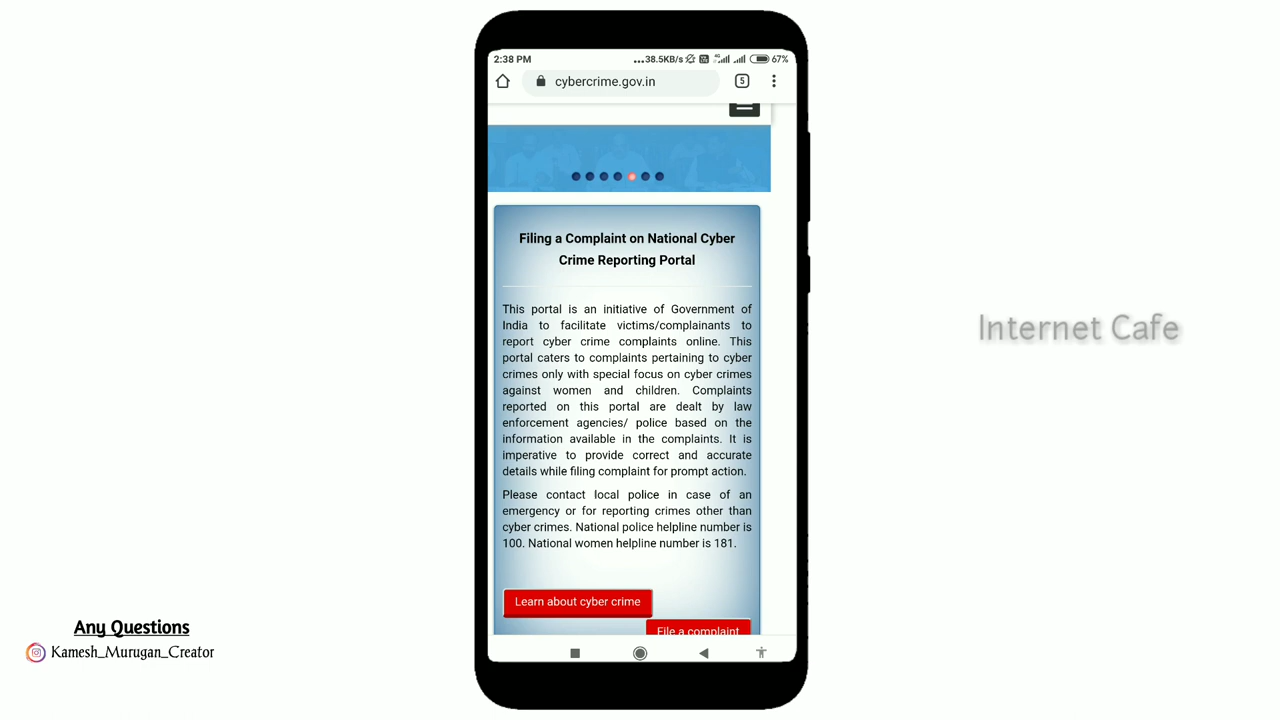 2:38 PM
...38.5KB/s 4G 67%
cybercrime.gov.in
5
Filing a Complaint on National Cyber
Crime Reporting Portal
This portal is an initiative of Government of
India to facilitate victims/complainants to
report cyber crime complaints online. This
portal caters to complaints pertaining to cyber
crimes only with special focus on cyber crimes
against women and children. Complaints
reported on this portal are dealt by law
enforcement agencies/ police based on the
information available in the complaints. It is
imperative to provide correct and accurate
details while filing complaint for prompt action.
Please contact local police in case of an
emergency or for reporting crimes other than
cyber crimes. National police helpline number is
100. National women helpline number is 181.
Learn about cyber crime
File a complaint
Internet Cafe
Any Questions
Kamesh_Murugan_Creator